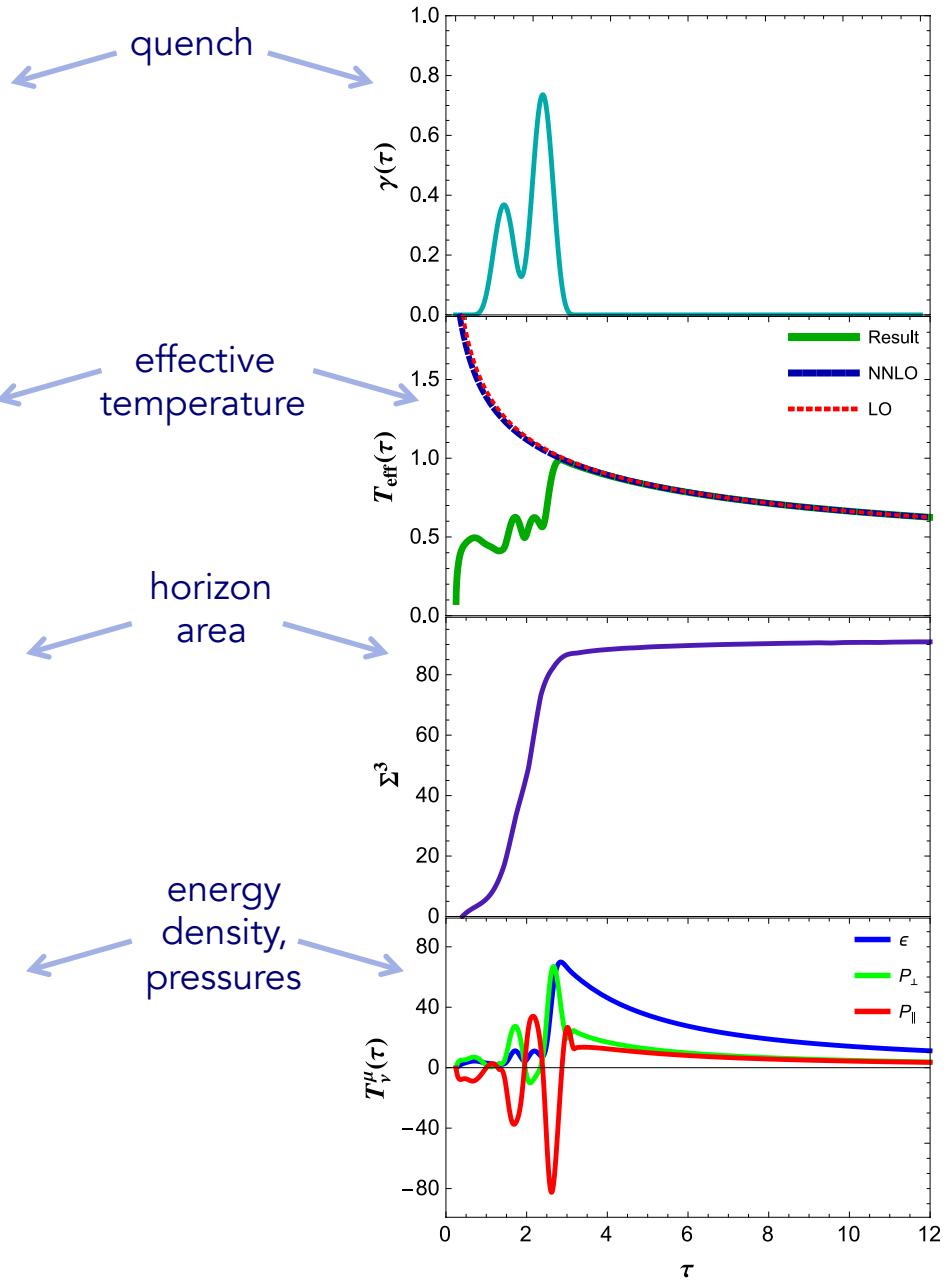 quench
1.0
0.8
0.6
0.4
0.2
0.0
γ(τ)
effective
temperature
Result
NNLO
LO
1.5
1.0
0.5
0.0
T_eff(τ)
horizon
area
80
60
40
20
0
Σ³
energy
density,
pressures
ϵ
P⊥
P∥
80
40
0
−40
−80
T^μ_ν(τ)
0 2 4 6 8 10 12
τ